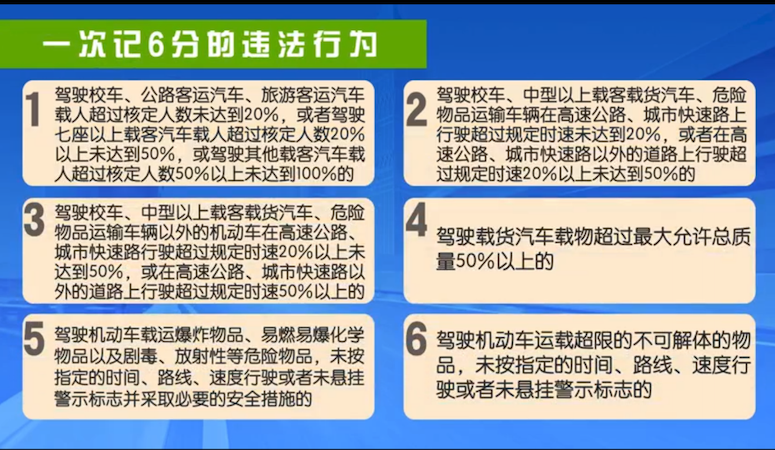 一次记6分的违法行为
1
驾驶校车、公路客运汽车、旅游客运汽车
载人超过核定人数未达到20%，或者驾驶
七座以上载客汽车载人超过核定人数20%
以上未达到50%，或驾驶其他载客汽车载
人超过核定人数50%以上未达到100%的
2
驾驶校车、中型以上载客载货汽车、危险
物品运输车辆在高速公路、城市快速路上
行驶超过规定时速未达到20%，或者在高
速公路、城市快速路以外的道路上行驶超
过规定时速20%以上未达到50%的
3
驾驶校车、中型以上载客载货汽车、危险
物品运输车辆以外的机动车在高速公路、
城市快速路行驶超过规定时速20%以上未
达到50%，或在高速公路、城市快速路以
外的道路上行驶超过规定时速50%以上的
4
驾驶载货汽车载物超过最大允许总质
量50%以上的
5
驾驶机动车载运爆炸物品、易燃易爆化学
物品以及剧毒、放射性等危险物品，未按
指定的时间、路线、速度行驶或者未悬挂
警示标志并采取必要的安全措施的
6
驾驶机动车运载超限的不可解体的物
品，未按指定的时间、路线、速度行
驶或者未悬挂警示标志的